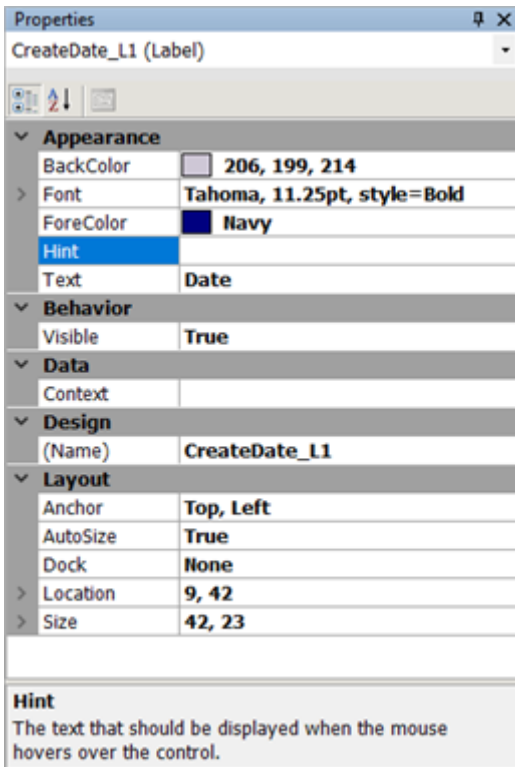 Properties
CreateDate_L1 (Label)
Appearance
BackColor 206, 199, 214
Font Tahoma, 11.25pt, style=Bold
ForeColor Navy
Hint
Text Date
Behavior
Visible True
Data
Context
Design
(Name) CreateDate_L1
Layout
Anchor Top, Left
AutoSize True
Dock None
Location 9, 42
Size 42, 23
Hint
The text that should be displayed when the mouse
hovers over the control.